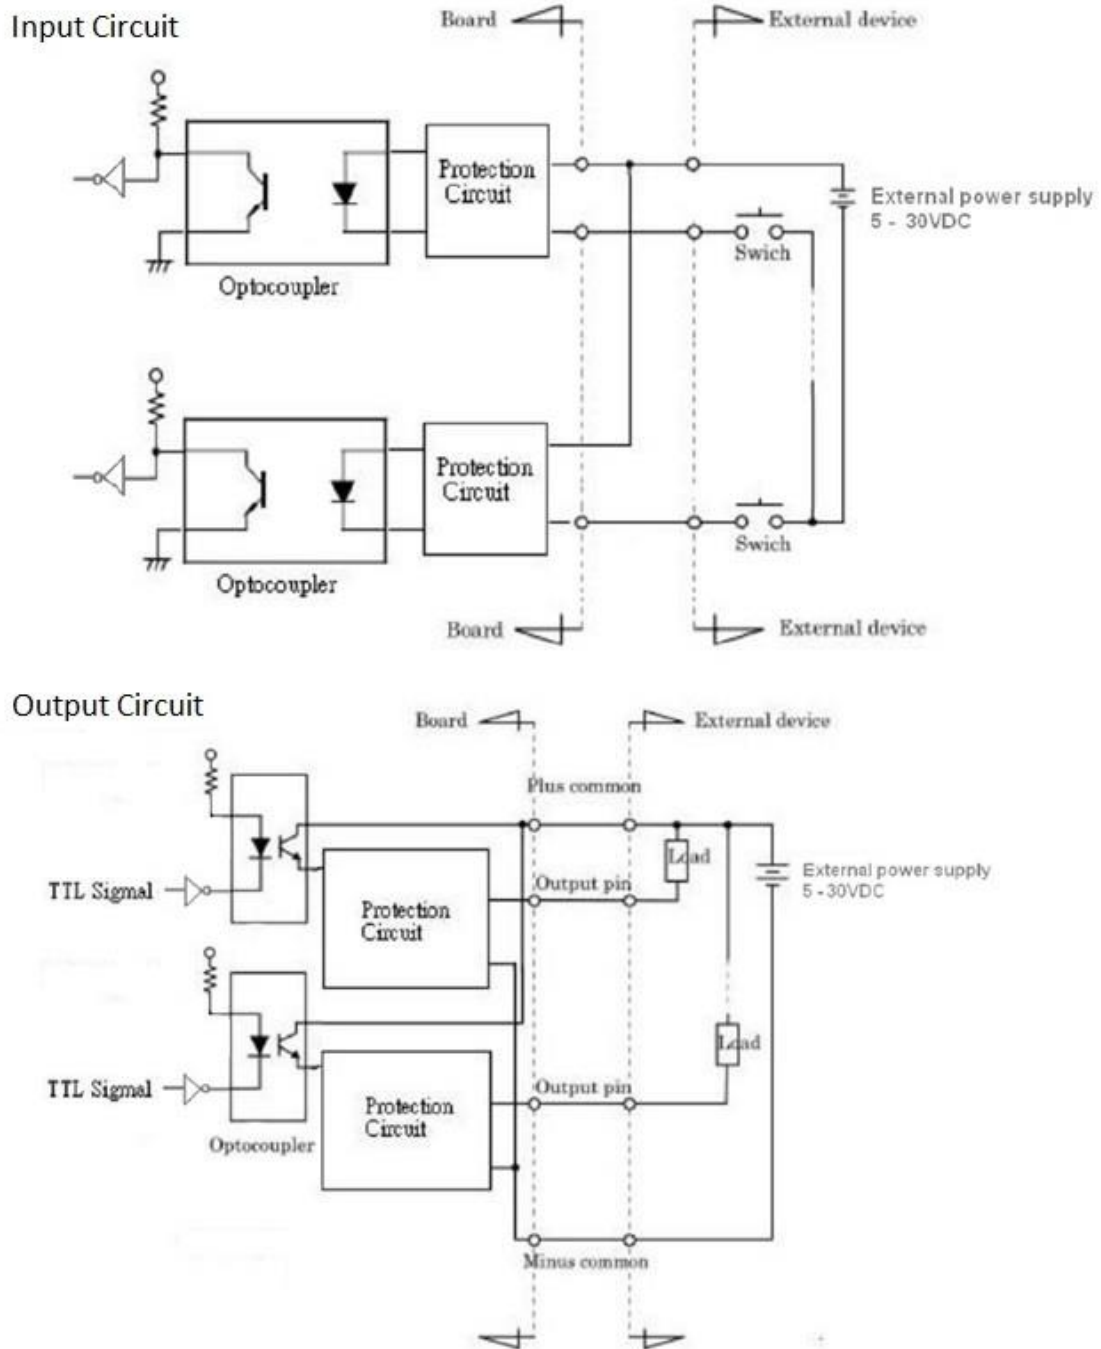 Input Circuit
Board
External device
Protection
Circuit
External power supply
5 - 30VDC
Swich
Optocoupler
Protection
Circuit
Swich
Optocoupler
Board
External device
Output Circuit
Board
External device
Plus common
Load
External power supply
5 -30VDC
TTL Sigmal
Output pin
Protection
Circuit
Load
TTL Sigmal
Output pin
Protection
Circuit
Optocoupler
Minus common